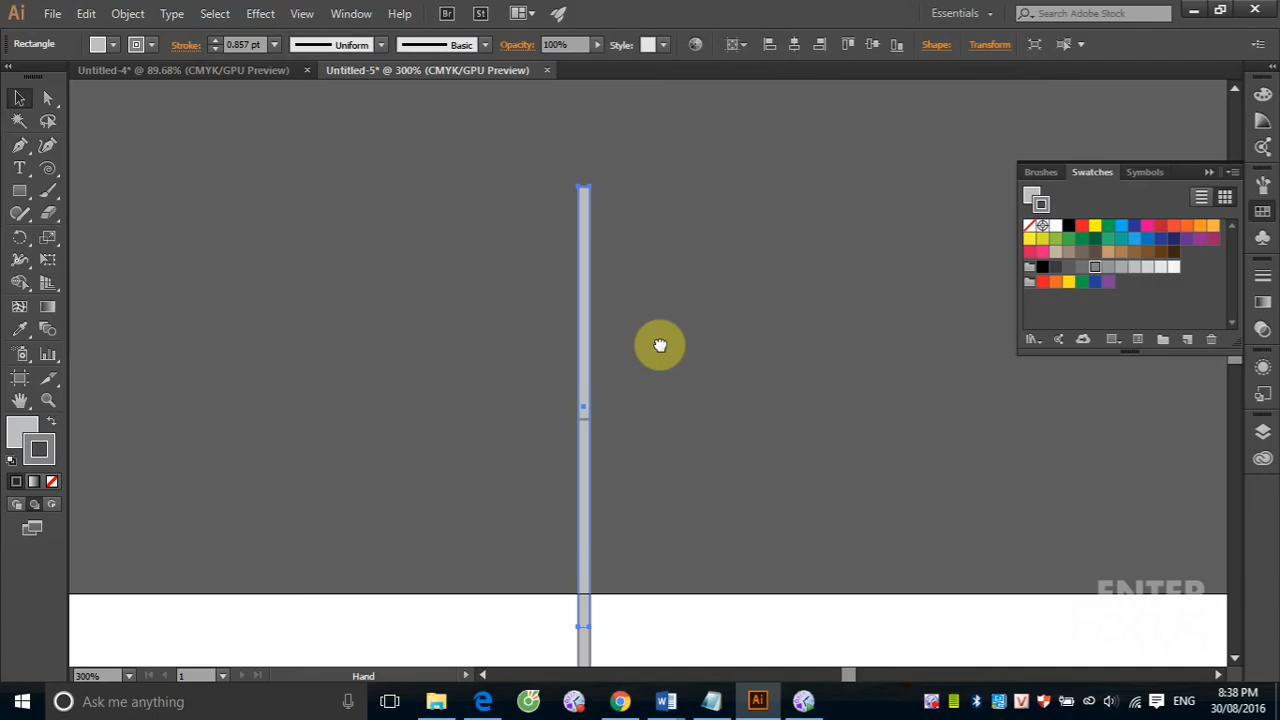 Ai File Edit Object Type Select Effect View Window Help Br St Essentials Search Adobe Stock
Rectangle Stroke: 0.857 pt Uniform Basic Opacity: 100% Style: Shape: Transform
Untitled-4* @ 89.68% (CMYK/GPU Preview) × Untitled-5* @ 300% (CMYK/GPU Preview) ×
Brushes Swatches Symbols
ENTER
Focus
300% 1 Hand
Ask me anything Ai ENG 8:38 PM
30/08/2016